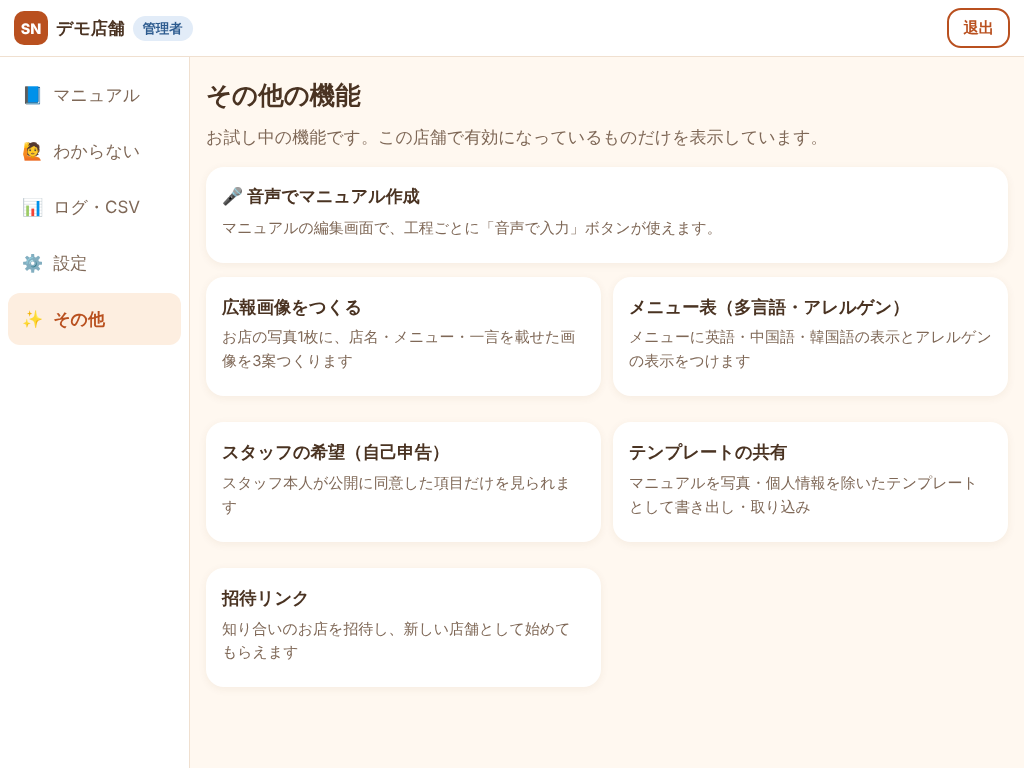 SN デモ店舗 管理者 退出
マニュアル
わからない
ログ・CSV
設定
その他
その他の機能
お試し中の機能です。この店舗で有効になっているものだけを表示しています。
音声でマニュアル作成
マニュアルの編集画面で、工程ごとに「音声で入力」ボタンが使えます。
広報画像をつくる
お店の写真1枚に、店名・メニュー・一言を載せた画
像を3案つくります
メニュー表（多言語・アレルゲン）
メニューに英語・中国語・韓国語の表示とアレルゲン
の表示をつけます
スタッフの希望（自己申告）
スタッフ本人が公開に同意した項目だけを見られま
す
テンプレートの共有
マニュアルを写真・個人情報を除いたテンプレート
として書き出し・取り込み
招待リンク
知り合いのお店を招待し、新しい店舗として始めて
もらえます